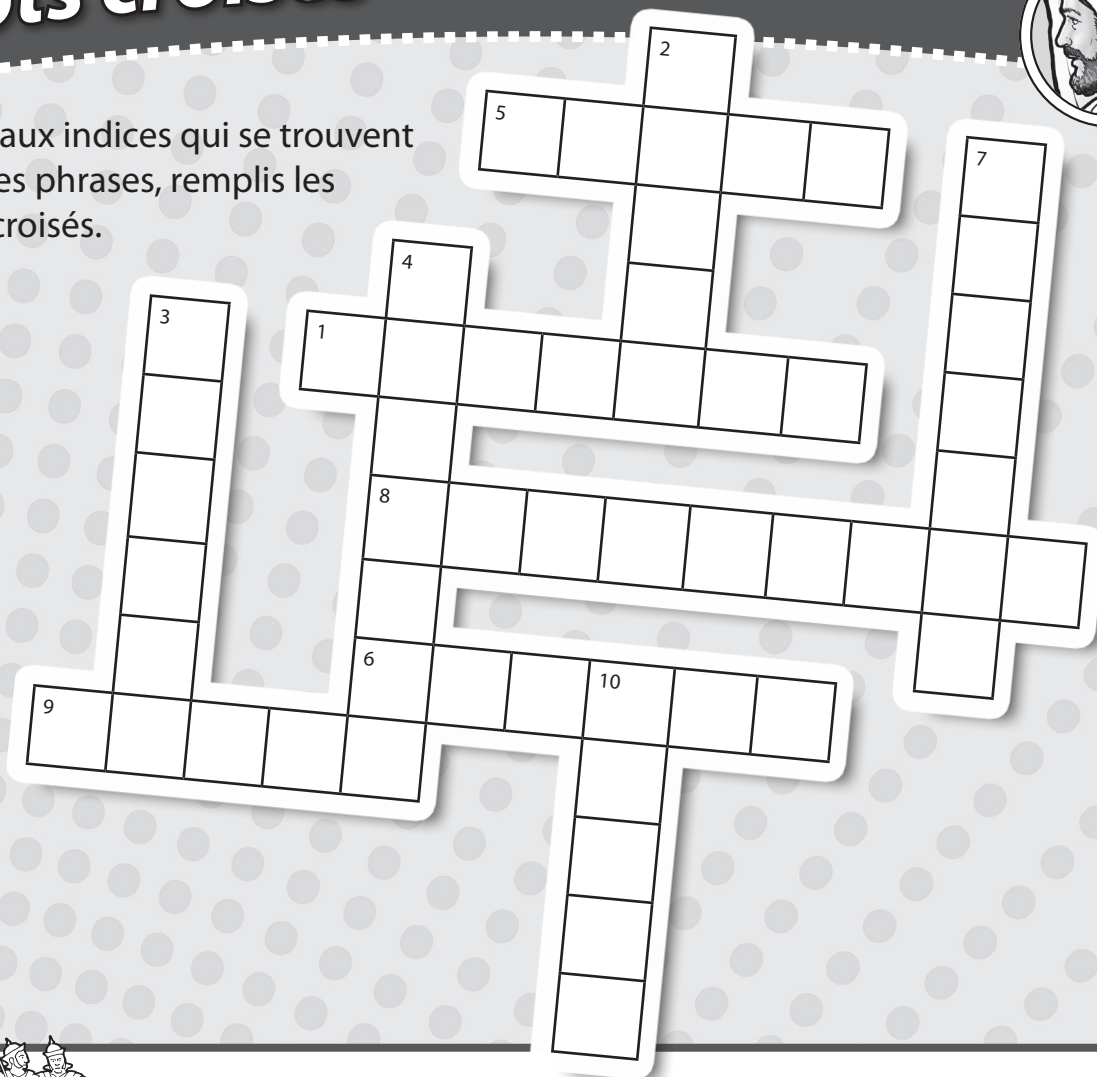 ots croisés
aux indices qui se trouvent
es phrases, remplis les
croisés.
2
5
7
4
3
1
8
6
10
9